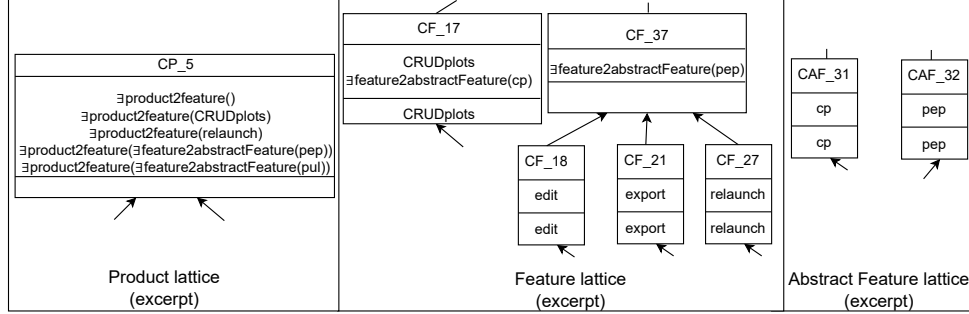 CP_5
∃product2feature()
∃product2feature(CRUDplots)
∃product2feature(relaunch)
∃product2feature(∃feature2abstractFeature(pep))
∃product2feature(∃feature2abstractFeature(pul))
Product lattice
(excerpt)
CF_17
CRUDplots
∃feature2abstractFeature(cp)
CRUDplots
CF_37
∃feature2abstractFeature(pep)
CF_18
edit
edit
CF_21
export
export
CF_27
relaunch
relaunch
Feature lattice
(excerpt)
CAF_31
cp
cp
CAF_32
pep
pep
Abstract Feature lattice
(excerpt)